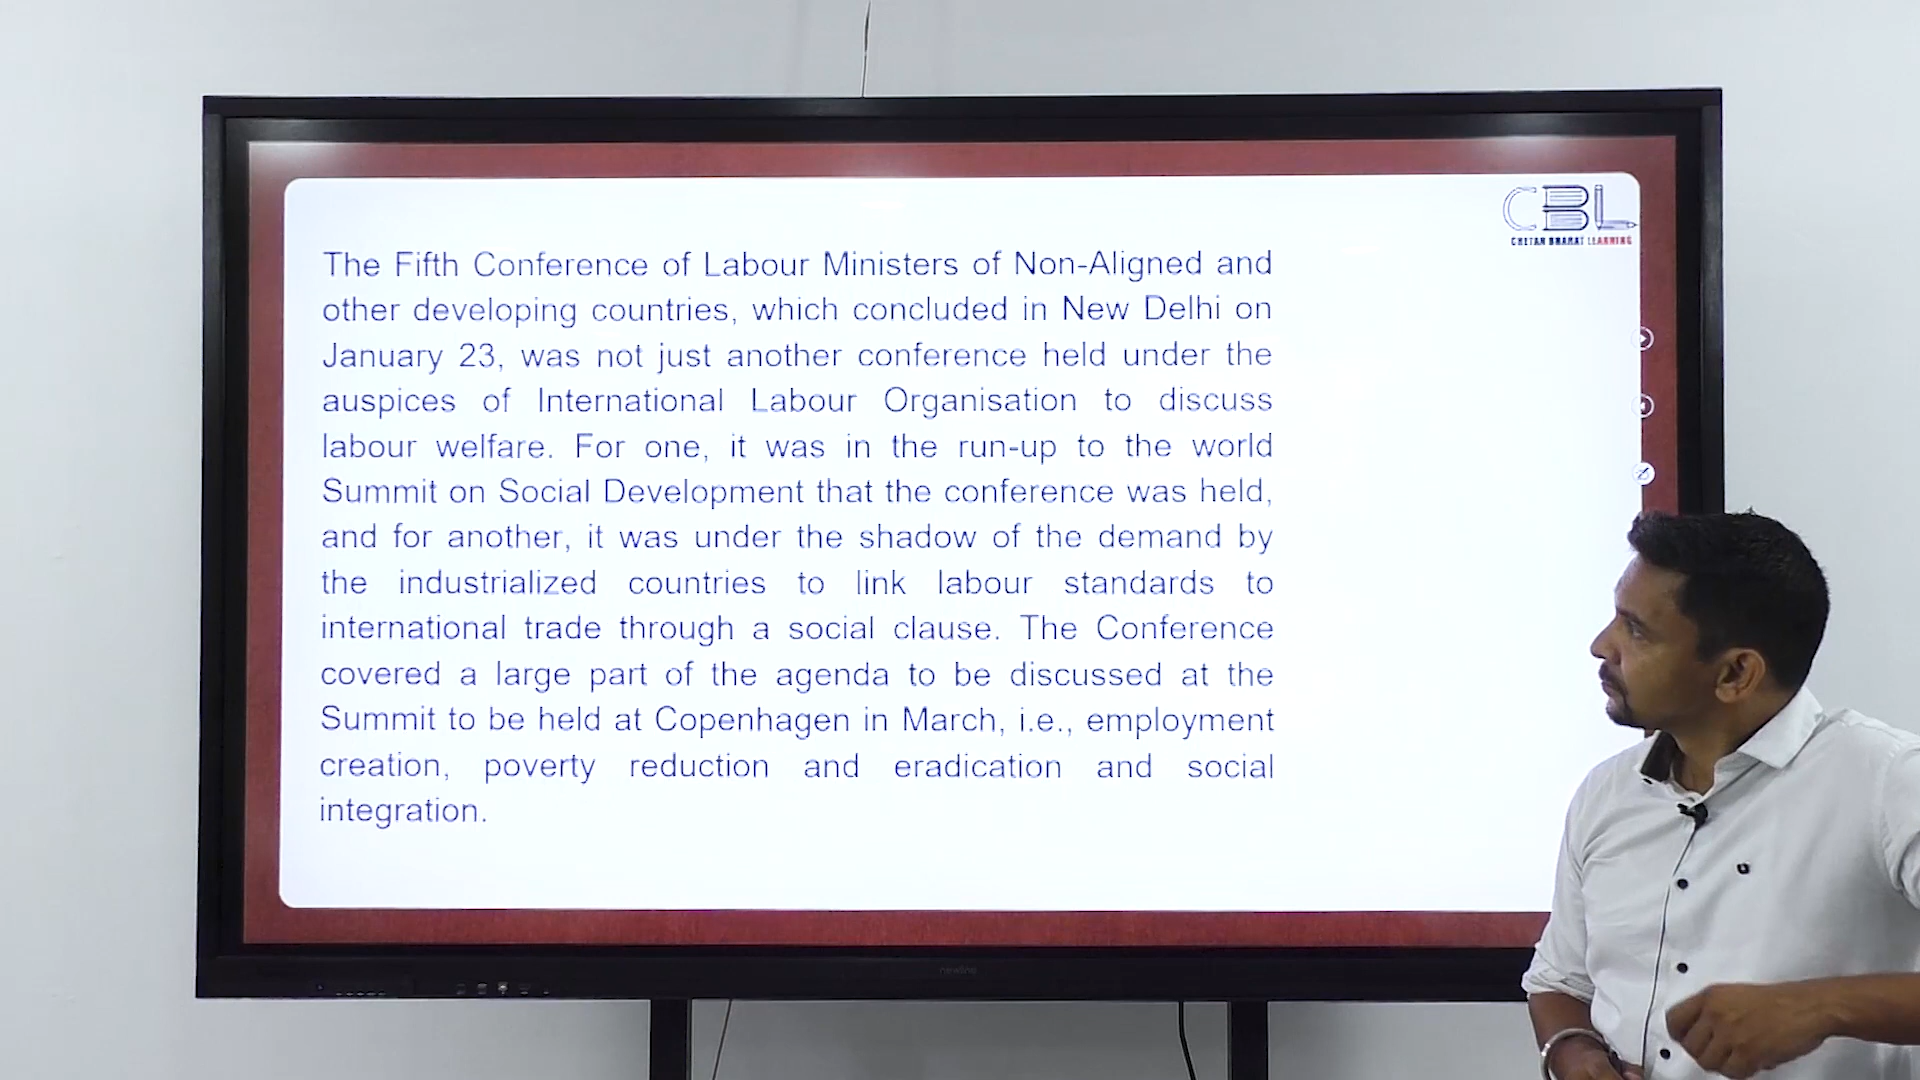 CBL
CHETAN BHARAT LEARNING
The Fifth Conference of Labour Ministers of Non-Aligned and
other developing countries, which concluded in New Delhi on
January 23, was not just another conference held under the
auspices of International Labour Organisation to discuss
labour welfare. For one, it was in the run-up to the world
Summit on Social Development that the conference was held,
and for another, it was under the shadow of the demand by
the industrialized countries to link labour standards to
international trade through a social clause. The Conference
covered a large part of the agenda to be discussed at the
Summit to be held at Copenhagen in March, i.e., employment
creation, poverty reduction and eradication and social
integration.
newline